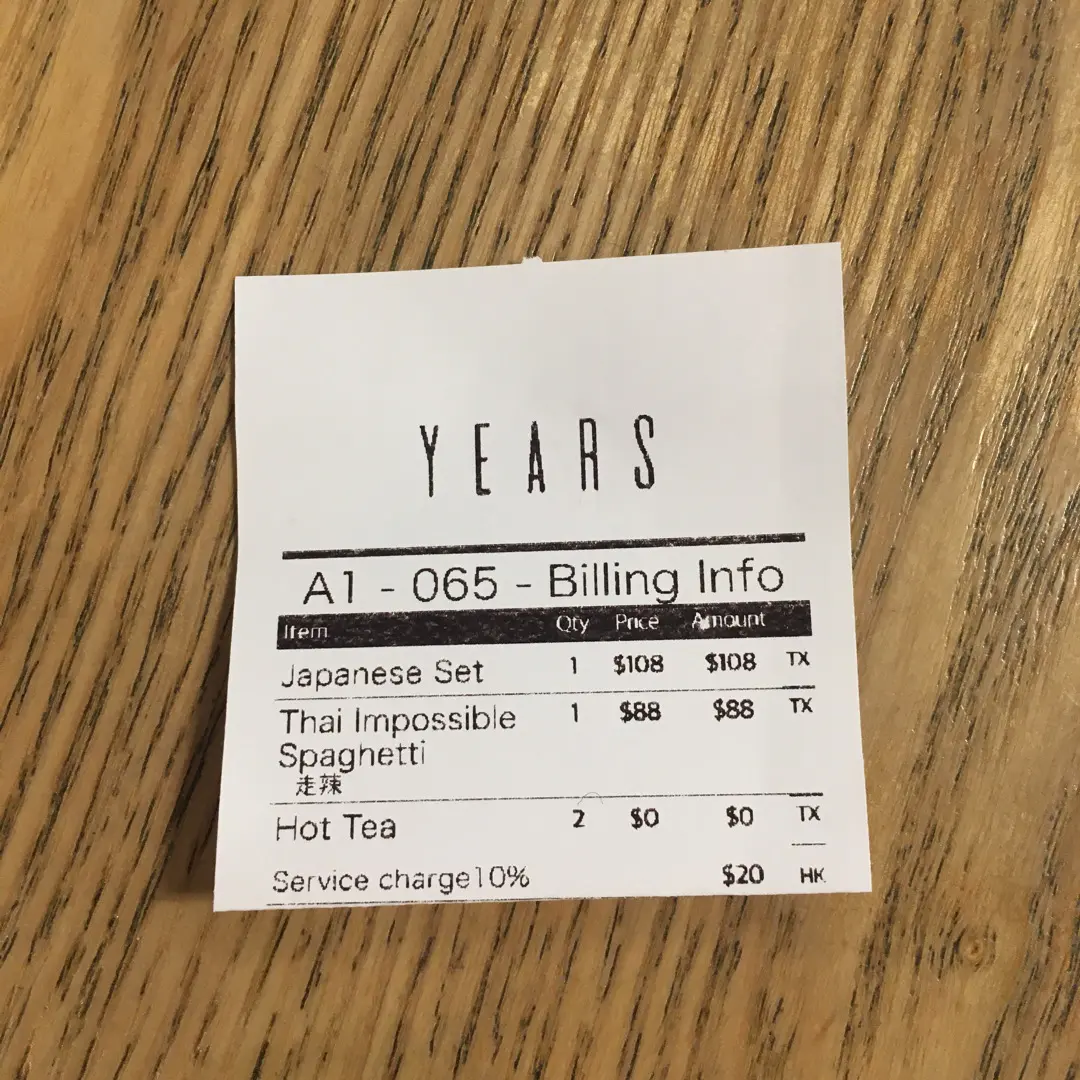 YEARS
A1 - 065 - Billing Info
Item Qty Price Amount
Japanese Set 1 $108 $108 TX
Thai Impossible 1 $88 $88 TX
Spaghetti
走辣
Hot Tea 2 $0 $0 TX
Service charge10% $20 HK